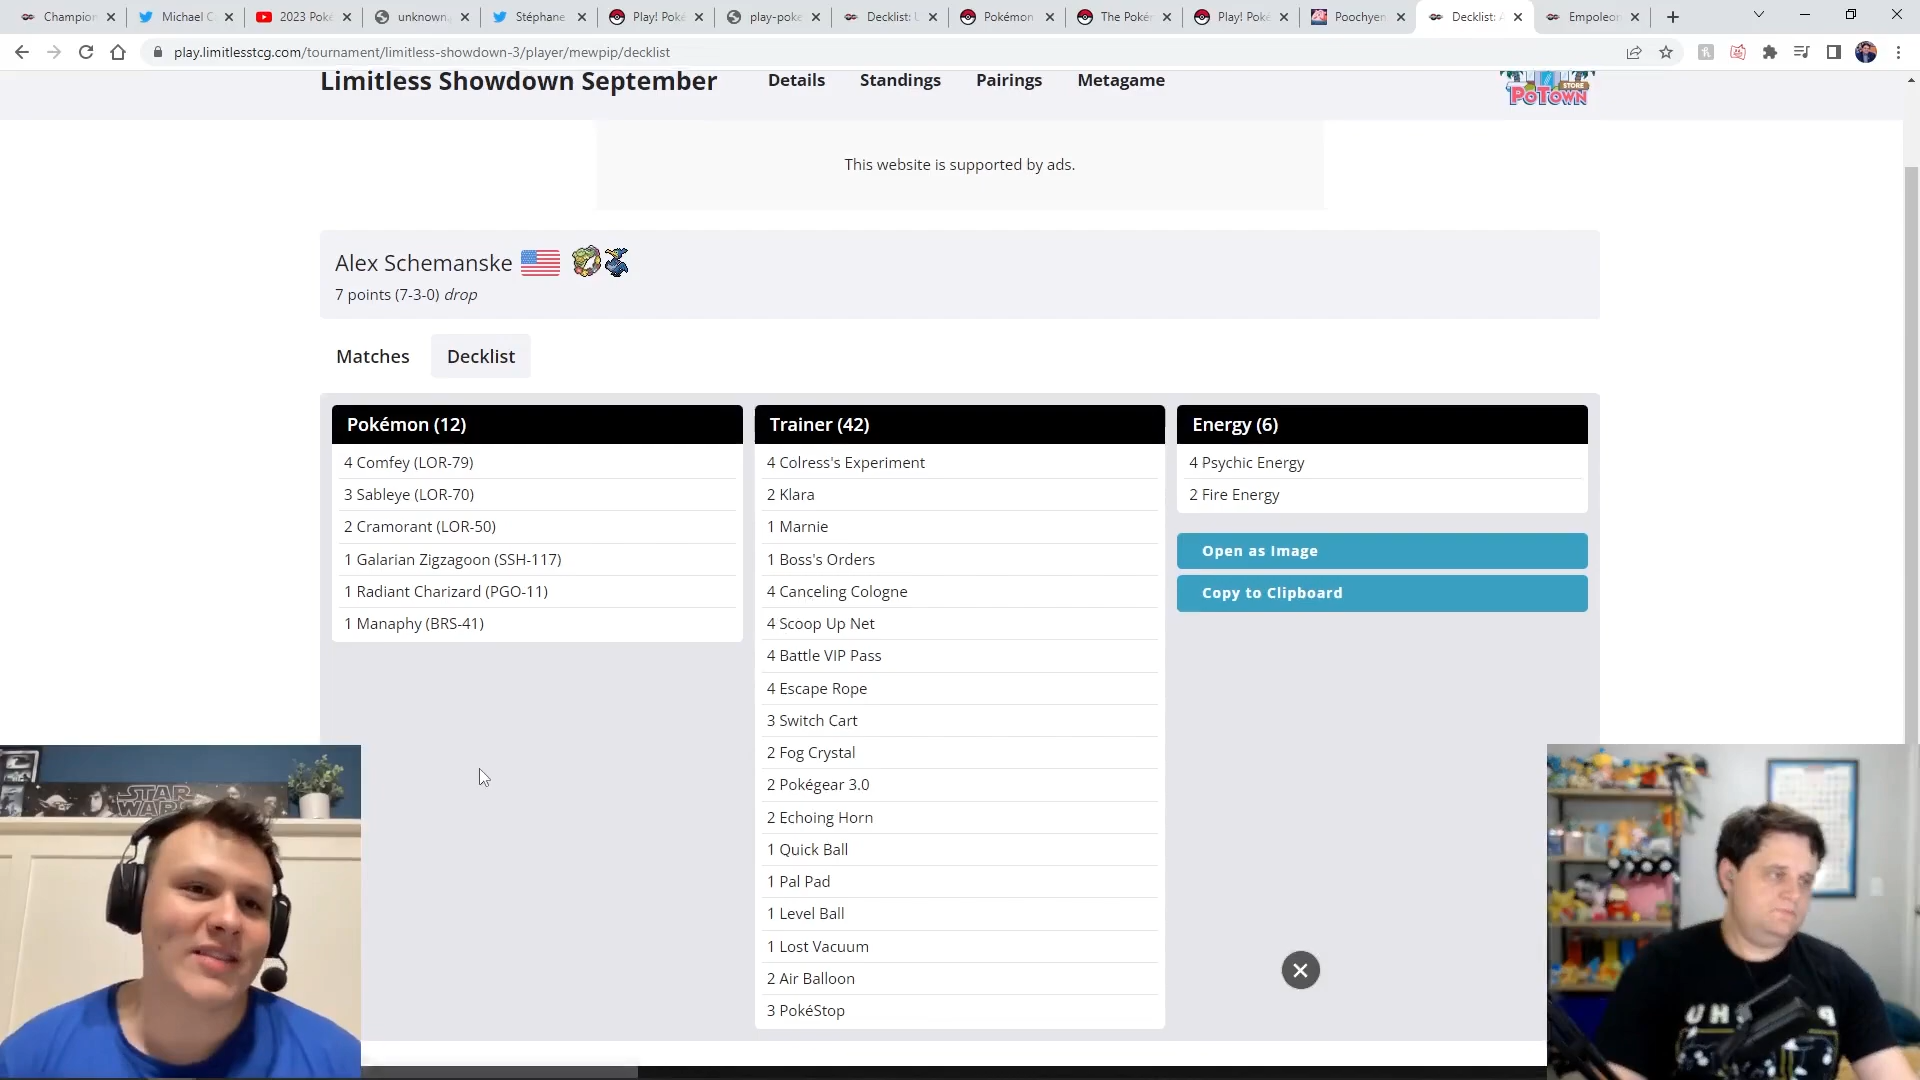 Champion
Michael C
2023 Poké
unknown.
Stéphane
Play! Poké
play-poke
Decklist: L
Pokémon
The Pokém
Play! Poké
Poochyen
Decklist: A
Empoleon
play.limitlesstcg.com/tournament/limitless-showdown-3/player/mewpip/decklist
Limitless Showdown September
Details
Standings
Pairings
Metagame
STORE
POTOWN
This website is supported by ads.
Alex Schemanske
7 points (7-3-0) drop
Matches
Decklist
Pokémon (12)
4 Comfey (LOR-79)
3 Sableye (LOR-70)
2 Cramorant (LOR-50)
1 Galarian Zigzagoon (SSH-117)
1 Radiant Charizard (PGO-11)
1 Manaphy (BRS-41)
Trainer (42)
4 Colress's Experiment
2 Klara
1 Marnie
1 Boss's Orders
4 Canceling Cologne
4 Scoop Up Net
4 Battle VIP Pass
4 Escape Rope
3 Switch Cart
2 Fog Crystal
2 Pokégear 3.0
2 Echoing Horn
1 Quick Ball
1 Pal Pad
1 Level Ball
1 Lost Vacuum
2 Air Balloon
3 PokéStop
Energy (6)
4 Psychic Energy
2 Fire Energy
Open as Image
Copy to Clipboard
STAR
WARS